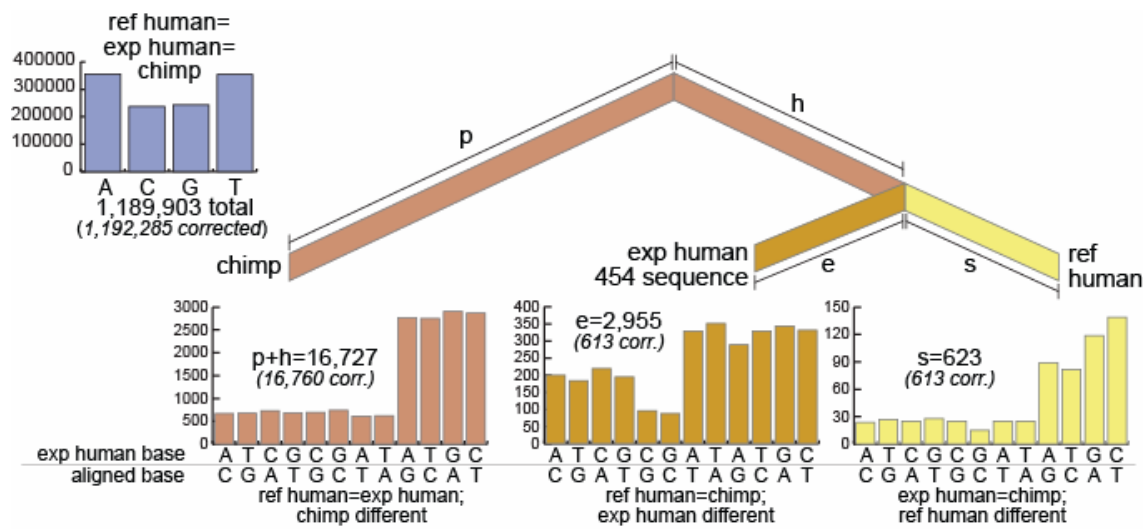 ref human=
exp human=
chimp
400000
300000
200000
100000
0
A C G T
1,189,903 total
(1,192,285 corrected)
p
h
chimp
exp human
454 sequence
e
s
ref
human
3000
2500
2000
1500
1000
500
0
p+h=16,727
(16,760 corr.)
400
350
300
250
200
150
100
50
0
e=2,955
(613 corr.)
150
120
90
60
30
0
s=623
(613 corr.)
exp human base A T C G C G A T A T G C A T C G C G A T A T G C A T C G C G A T A T G C
aligned base C G A T G C T A G C A T C G A T G C T A G C A T C G A T G C T A G C A T
ref human=exp human;
chimp different
ref human=chimp;
exp human different
exp human=chimp;
ref human different